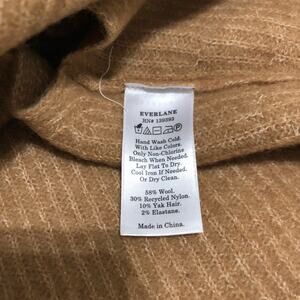 EVERLANE
RN# 139393
Hand Wash Cold.
With Like Colors.
Only Non-Chlorine
Bleach When Needed.
Lay Flat To Dry.
Cool Iron If Needed.
Or Dry Clean.
58% Wool.
30% Recycled Nylon.
10% Yak Hair.
2% Elastane.
Made in China.